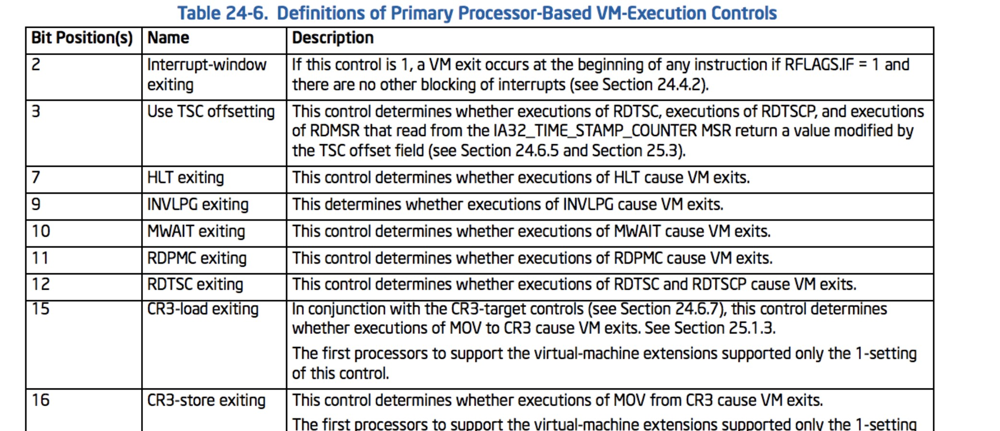 Table 24-6. Definitions of Primary Processor-Based VM-Execution Controls
Bit Position(s) Name Description
2 Interrupt-window If this control is 1, a VM exit occurs at the beginning of any instruction if RFLAGS.IF = 1 and
exiting there are no other blocking of interrupts (see Section 24.4.2).
3 Use TSC offsetting This control determines whether executions of RDTSC, executions of RDTSCP, and executions
of RDMSR that read from the IA32_TIME_STAMP_COUNTER MSR return a value modified by
the TSC offset field (see Section 24.6.5 and Section 25.3).
7 HLT exiting This control determines whether executions of HLT cause VM exits.
9 INVLPG exiting This determines whether executions of INVLPG cause VM exits.
10 MWAIT exiting This control determines whether executions of MWAIT cause VM exits.
11 RDPMC exiting This control determines whether executions of RDPMC cause VM exits.
12 RDTSC exiting This control determines whether executions of RDTSC and RDTSCP cause VM exits.
15 CR3-load exiting In conjunction with the CR3-target controls (see Section 24.6.7), this control determines
whether executions of MOV to CR3 cause VM exits. See Section 25.1.3.
The first processors to support the virtual-machine extensions supported only the 1-setting
of this control.
16 CR3-store exiting This control determines whether executions of MOV from CR3 cause VM exits.
The first processors to support the virtual-machine extensions supported only the 1-setting